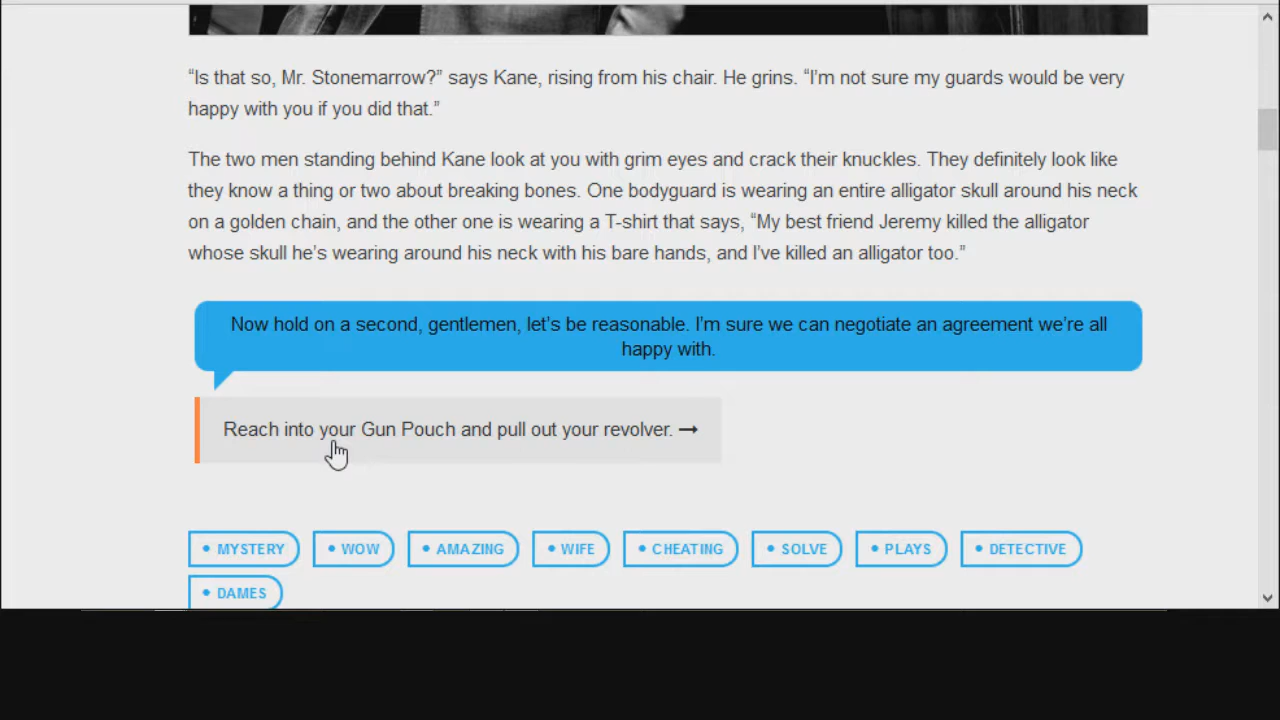 “Is that so, Mr. Stonemarrow?” says Kane, rising from his chair. He grins. “I’m not sure my guards would be very
happy with you if you did that.”
The two men standing behind Kane look at you with grim eyes and crack their knuckles. They definitely look like
they know a thing or two about breaking bones. One bodyguard is wearing an entire alligator skull around his neck
on a golden chain, and the other one is wearing a T-shirt that says, “My best friend Jeremy killed the alligator
whose skull he’s wearing around his neck with his bare hands, and I’ve killed an alligator too.”
Now hold on a second, gentlemen, let’s be reasonable. I’m sure we can negotiate an agreement we’re all
happy with.
Reach into your Gun Pouch and pull out your revolver. →
• MYSTERY • WOW • AMAZING • WIFE • CHEATING • SOLVE • PLAYS • DETECTIVE
• DAMES